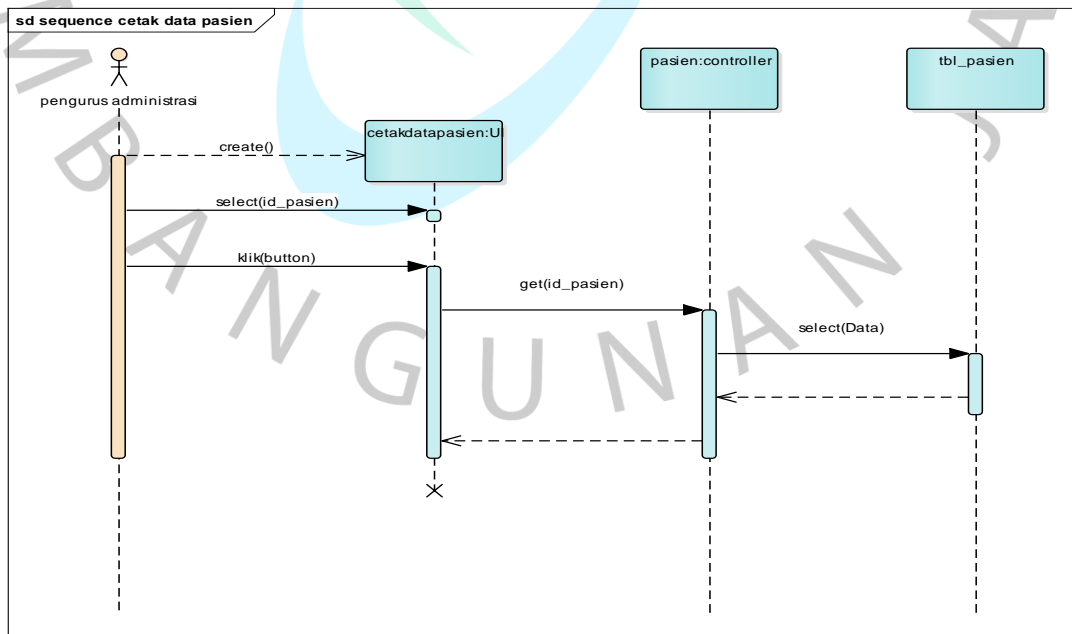 sd sequence cetak data pasien
pengurus administrasi
cetakdatapasien:UI
pasien:controller
tbl_pasien
create()
select(id_pasien)
klik(button)
get(id_pasien)
select(Data)
M B A N G U N A N J A